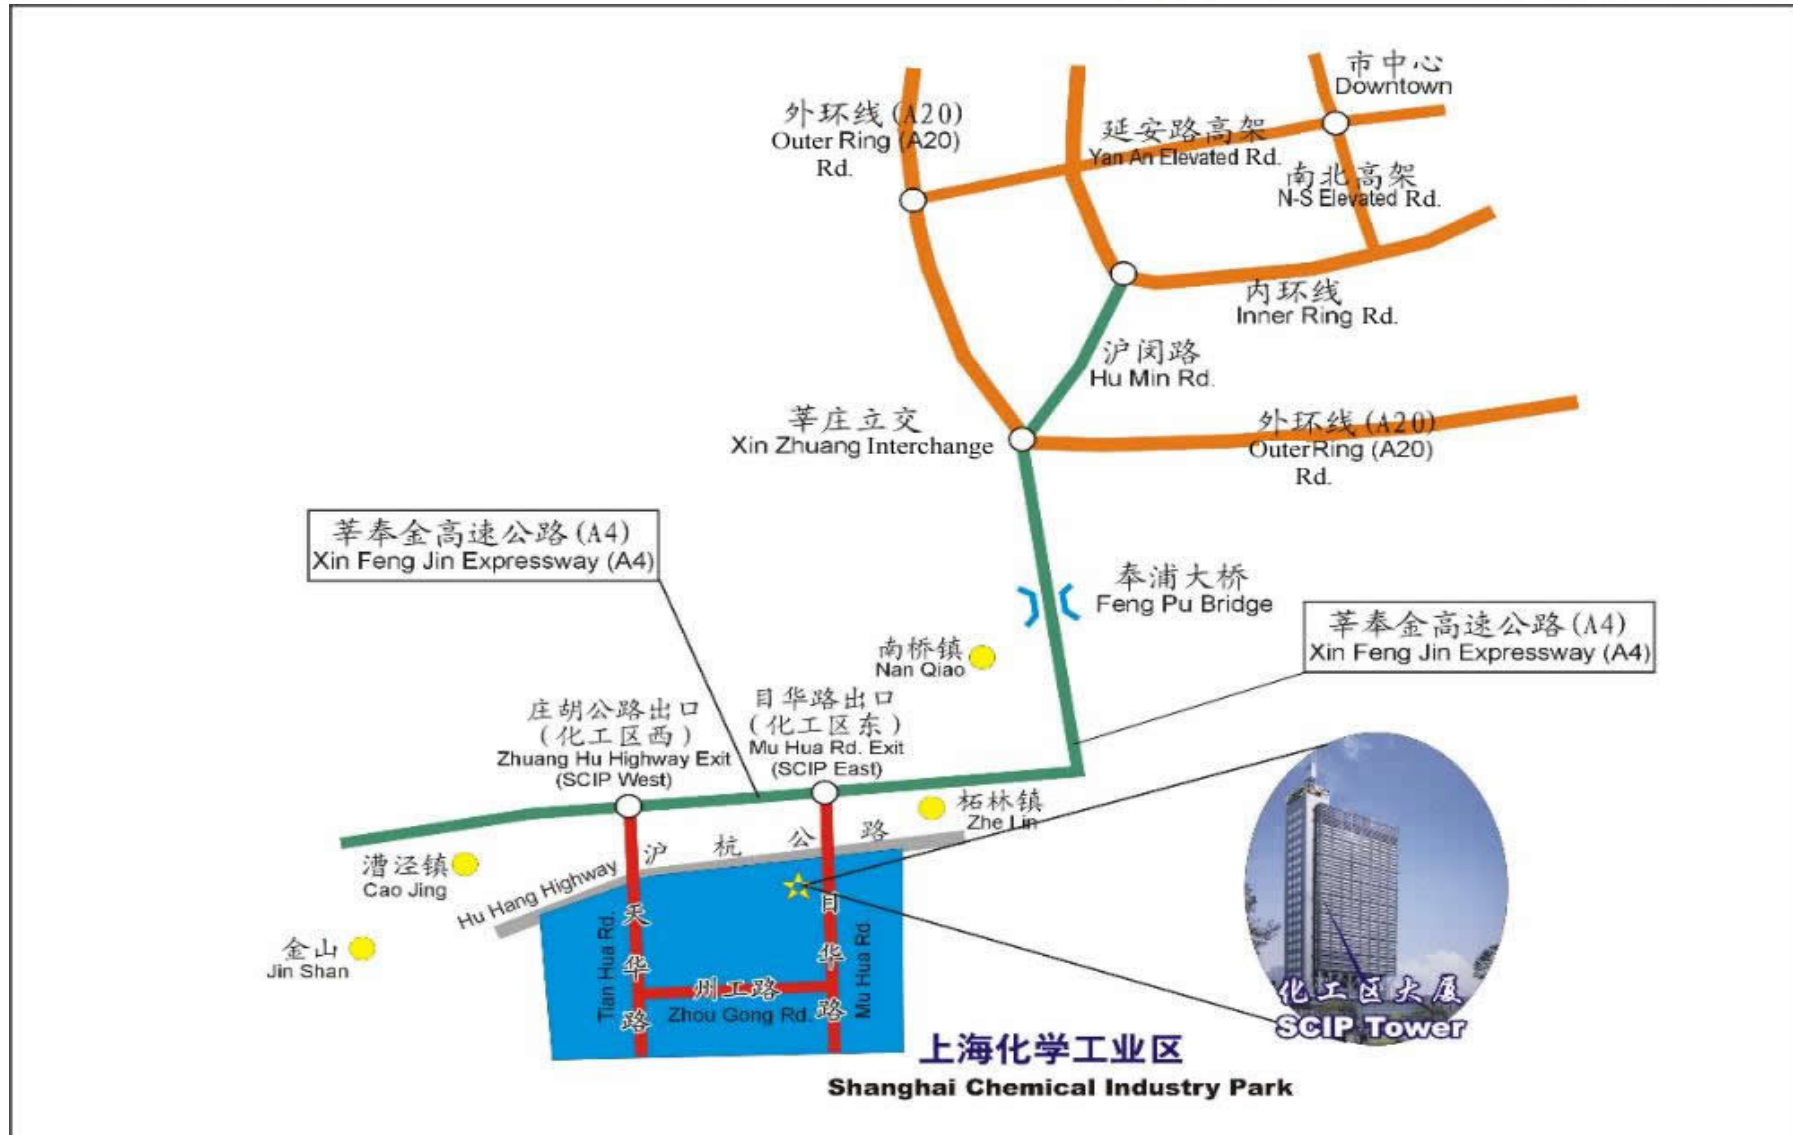 市中心
Downtown
外环线(A20)
Outer Ring (A20)
Rd.
延安路高架
Yan An Elevated Rd.
南北高架
N-S Elevated Rd.
内环线
Inner Ring Rd.
沪闵路
Hu Min Rd.
莘庄立交
Xin Zhuang Interchange
外环线(A20)
OuterRing (A20)
Rd.
莘奉金高速公路(A4)
Xin Feng Jin Expressway (A4)
奉浦大桥
Feng Pu Bridge
莘奉金高速公路(A4)
Xin Feng Jin Expressway (A4)
南桥镇
Nan Qiao
庄胡公路出口
(化工区西)
Zhuang Hu Highway Exit
(SCIP West)
目华路出口
(化工区东)
Mu Hua Rd. Exit
(SCIP East)
柘林镇
Zhe Lin
沪杭公路
Hu Hang Highway
漕泾镇
Cao Jing
金山
Jin Shan
天华路
Tian Hua Rd.
目华路
Mu Hua Rd.
州工路
Zhou Gong Rd.
化工区大厦
SCIP Tower
上海化学工业区
Shanghai Chemical Industry Park